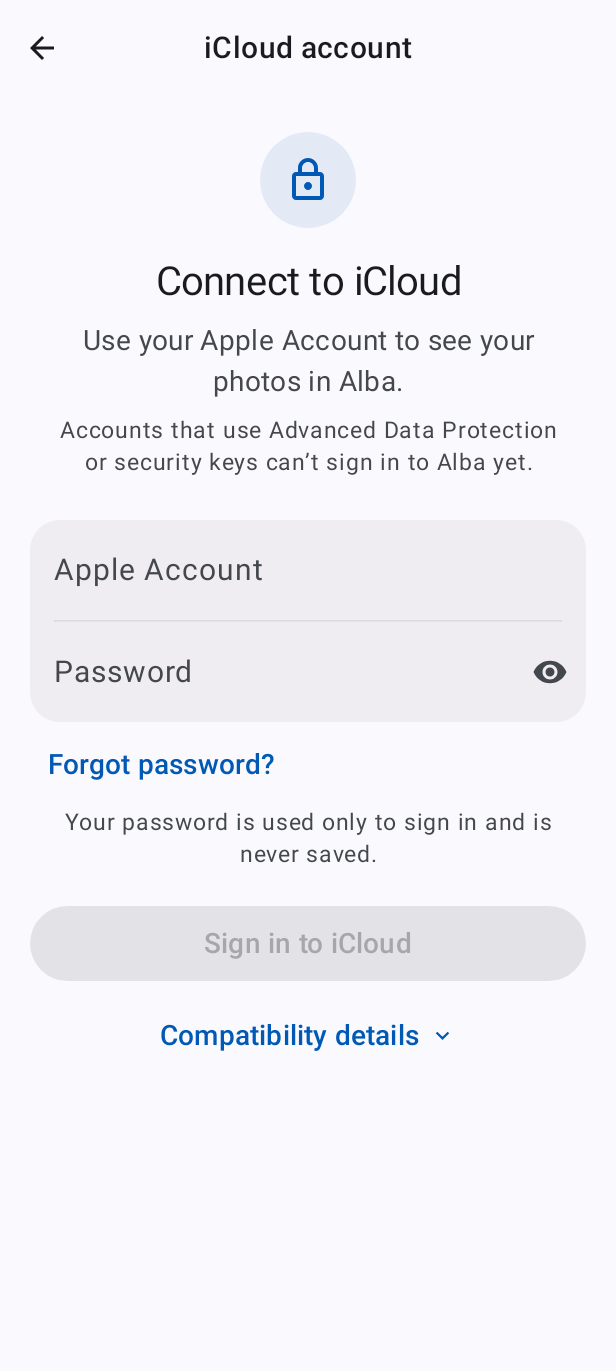 iCloud account
Connect to iCloud
Use your Apple Account to see your
photos in Alba.
Accounts that use Advanced Data Protection
or security keys can’t sign in to Alba yet.
Apple Account
Password
Forgot password?
Your password is used only to sign in and is
never saved.
Sign in to iCloud
Compatibility details